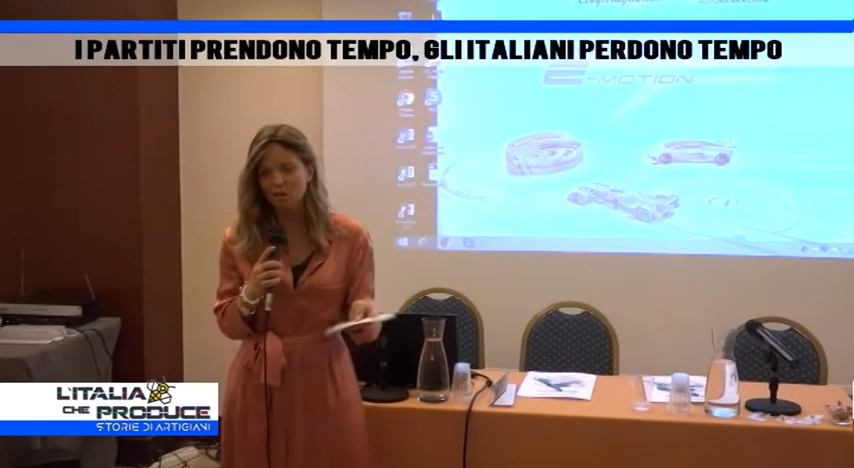 I PARTITI PRENDONO TEMPO, GLI ITALIANI PERDONO TEMPO
E-MOTION
L'ITALIA
CHE PRODUCE
STORIE DI ARTIGIANI